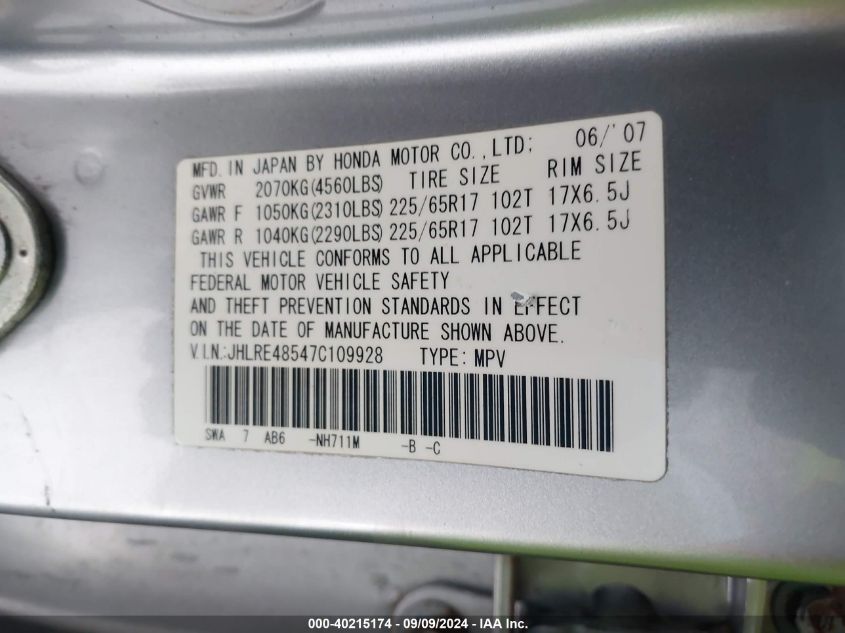 MFD. IN JAPAN BY HONDA MOTOR CO.,LTD: 06/'07
GVWR 2070KG(4560LBS) TIRE SIZE RIM SIZE
GAWR F 1050KG(2310LBS) 225/65R17 102T 17X6.5J
GAWR R 1040KG(2290LBS) 225/65R17 102T 17X6.5J
THIS VEHICLE CONFORMS TO ALL APPLICABLE
FEDERAL MOTOR VEHICLE SAFETY
AND THEFT PREVENTION STANDARDS IN EFFECT
ON THE DATE OF MANUFACTURE SHOWN ABOVE.
V.I.N.:JHLRE48547C109928 TYPE: MPV
SWA 7 AB6 -NH711M -B -C
000-40215174 - 09/09/2024 - IAA Inc.